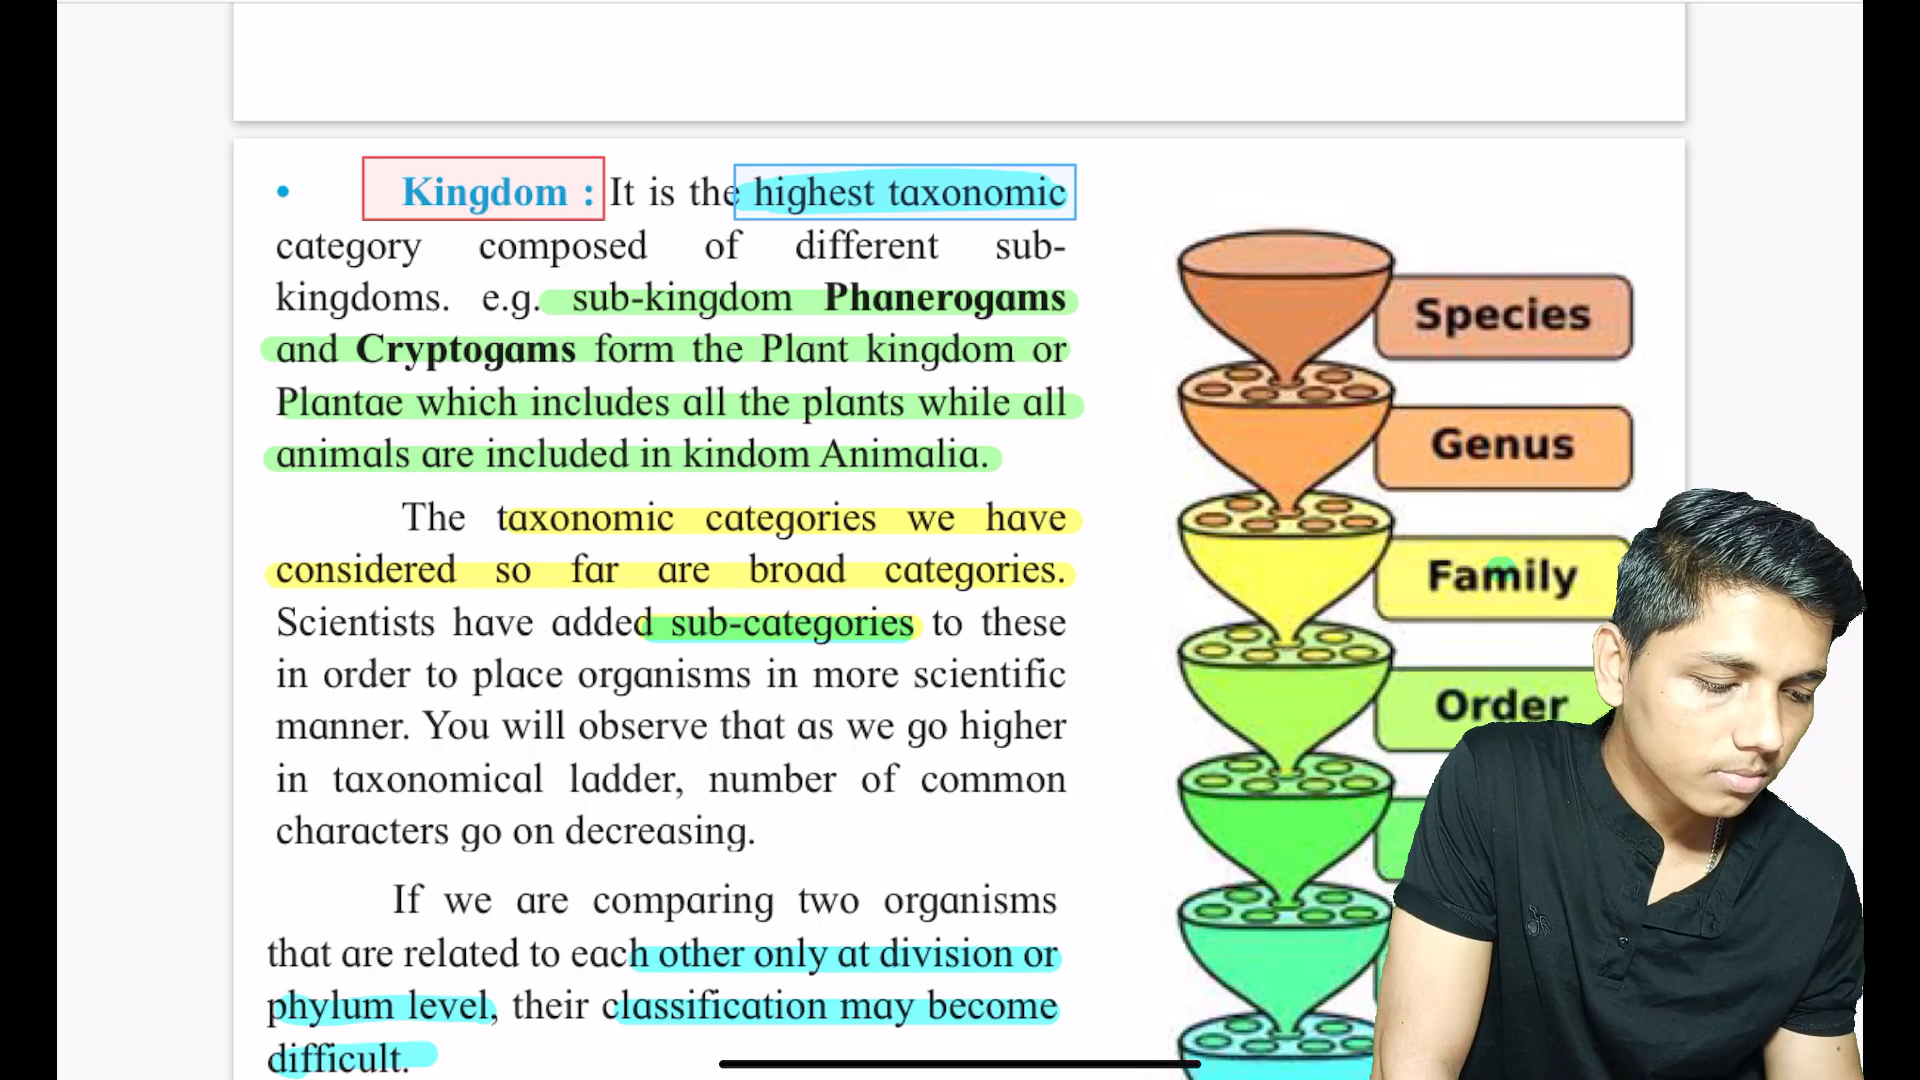 • Kingdom : It is the highest taxonomic
category composed of different sub-
kingdoms. e.g. sub-kingdom Phanerogams
and Cryptogams form the Plant kingdom or
Plantae which includes all the plants while all
animals are included in kindom Animalia.
The taxonomic categories we have
considered so far are broad categories.
Scientists have added sub-categories to these
in order to place organisms in more scientific
manner. You will observe that as we go higher
in taxonomical ladder, number of common
characters go on decreasing.
If we are comparing two organisms
that are related to each other only at division or
phylum level, their classification may become
difficult.
Species
Genus
Family
Order